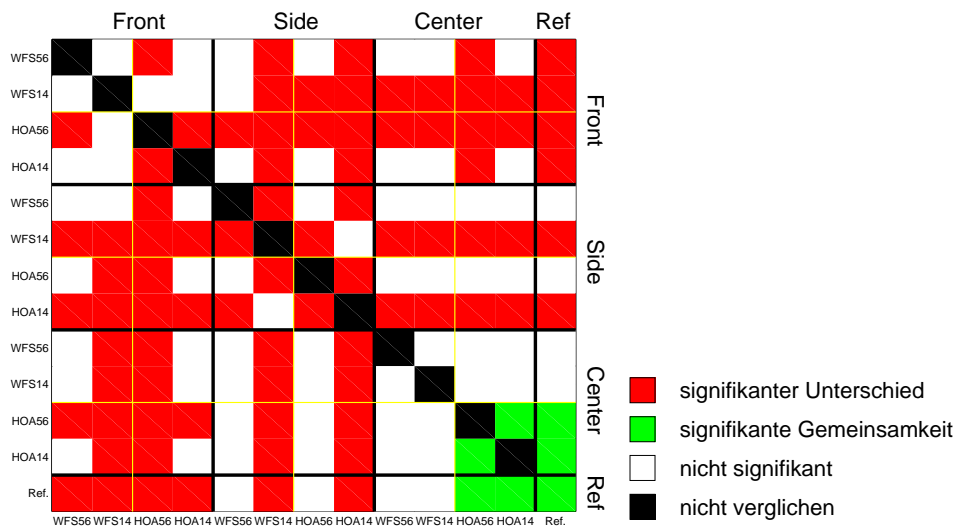 Front Side Center Ref
WFS56
WFS14
HOA56
HOA14
WFS56
WFS14
HOA56
HOA14
WFS56
WFS14
HOA56
HOA14
Ref.
Front
Side
Center
Ref
WFS56 WFS14 HOA56 HOA14 WFS56 WFS14 HOA56 HOA14 WFS56 WFS14 HOA56 HOA14 Ref.
signifikanter Unterschied
signifikante Gemeinsamkeit
nicht signifikant
nicht verglichen